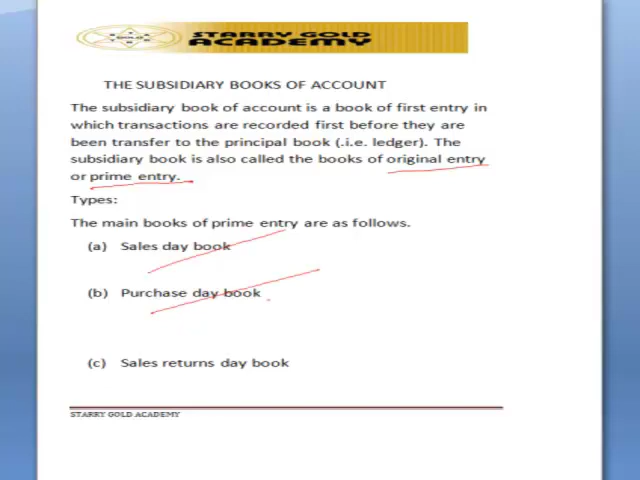 STARRY GOLD
ACADEMY
THE SUBSIDIARY BOOKS OF ACCOUNT
The subsidiary book of account is a book of first entry in
which transactions are recorded first before they are
been transfer to the principal book (.i.e. ledger). The
subsidiary book is also called the books of original entry
or prime entry.
Types:
The main books of prime entry are as follows.
(a) Sales day book
(b) Purchase day book
(c) Sales returns day book
STARRY GOLD ACADEMY